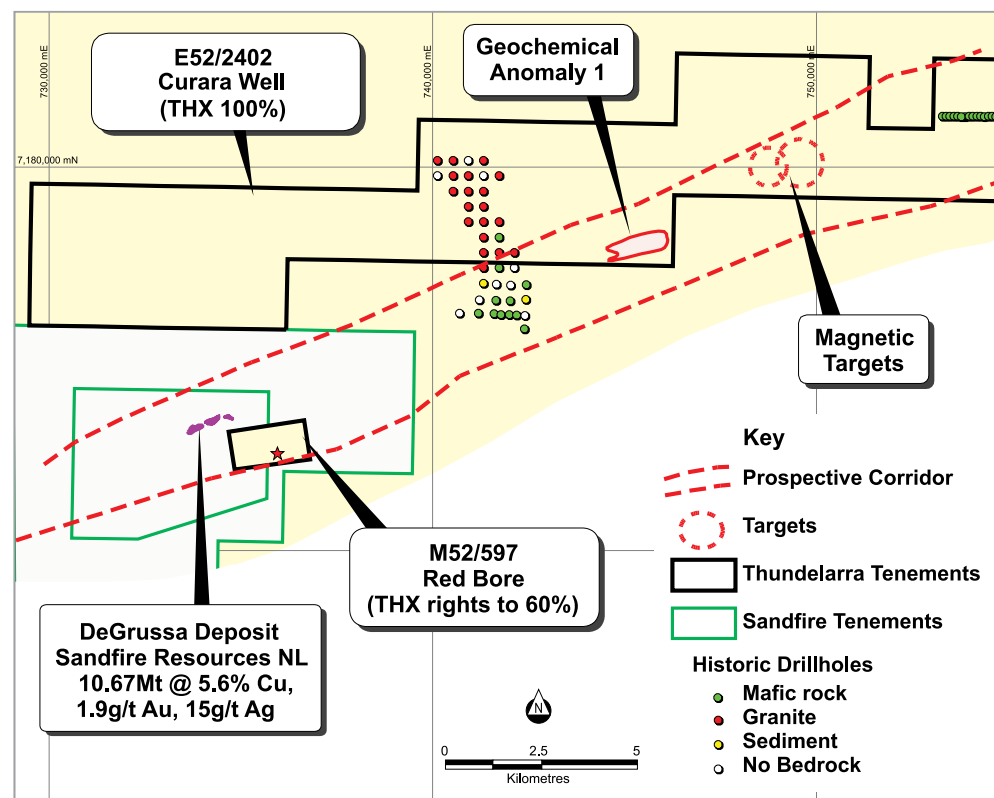 730,000 mE
740,000 mE
750,000 mE
7,180,000 mN
E52/2402
Curara Well
(THX 100%)
Geochemical
Anomaly 1
Magnetic
Targets
M52/597
Red Bore
(THX rights to 60%)
DeGrussa Deposit
Sandfire Resources NL
10.67Mt @ 5.6% Cu,
1.9g/t Au, 15g/t Ag
Key
Prospective Corridor
Targets
Thundelarra Tenements
Sandfire Tenements
Historic Drillholes
Mafic rock
Granite
Sediment
No Bedrock
N
0 2.5 5
Kilometres